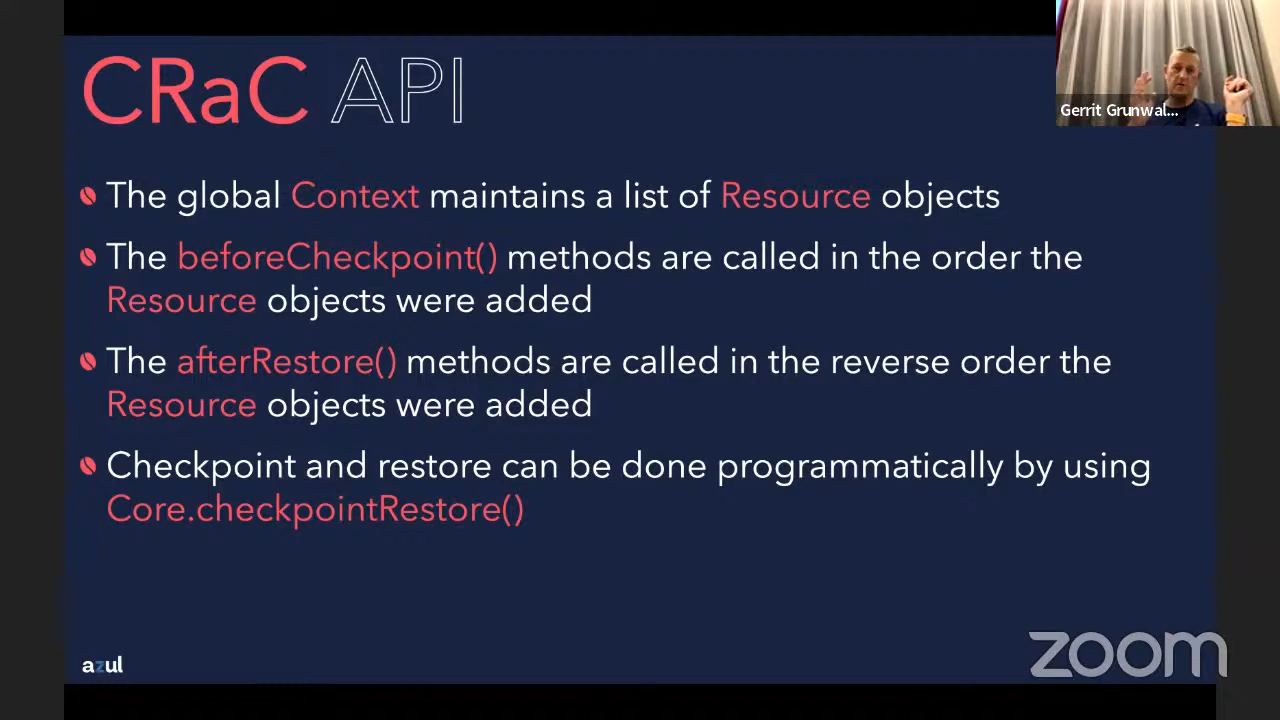 CRaC API
Gerrit Grunwal...
The global Context maintains a list of Resource objects
The beforeCheckpoint() methods are called in the order the
Resource objects were added
The afterRestore() methods are called in the reverse order the
Resource objects were added
Checkpoint and restore can be done programmatically by using
Core.checkpointRestore()
azul
zoom